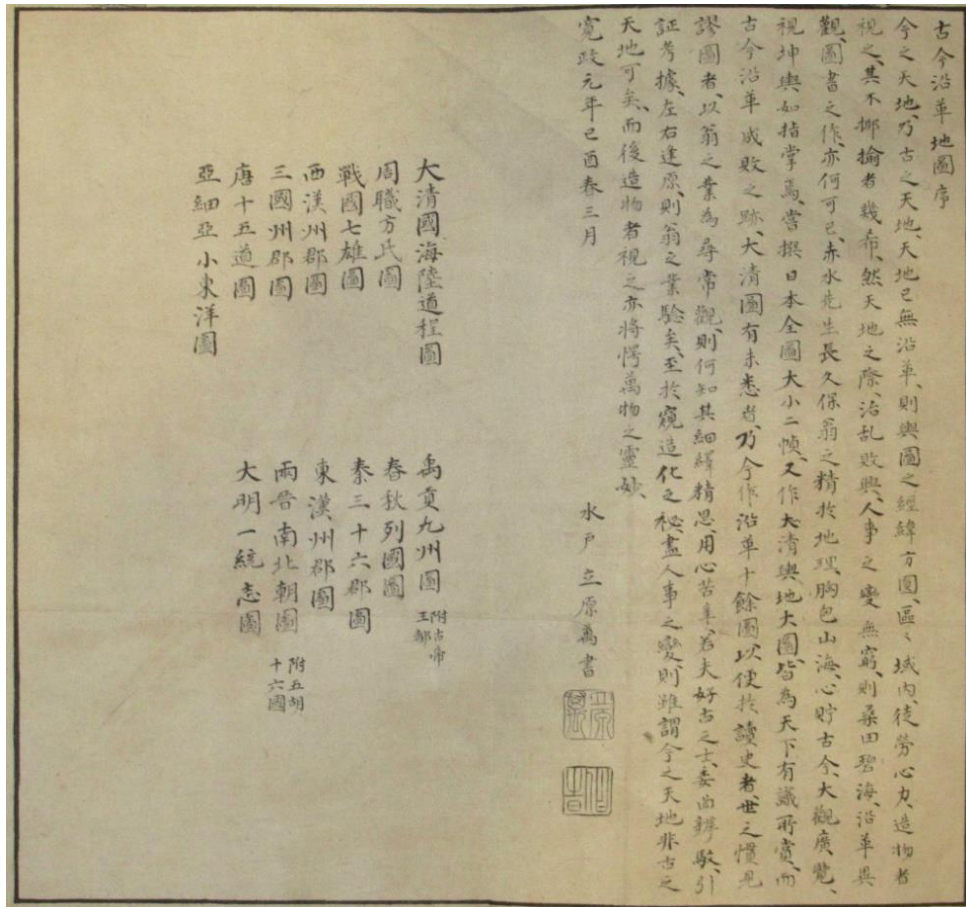 古今沿革地圖序
今之天地、乃古之天地、天地已無沿革、則輿圖之經緯方圓、區〻域内、徒勞心力、造物者
視之、其不揶揄者幾希、然天地之際、治乱敗興、人事之變無窮、則桑田碧海、沿革異
觀、圖書之作、亦何可已、赤水先生長久保翁之精於地理、胸包山海、心貯古今、大觀廣覽、
視坤輿如指掌焉、嘗撰日本全圖大小二幀、又作大清輿地大圖、皆為天下有識所賞、而
古今沿革成敗之跡、大清圖有未悉者、乃今作沿革十餘圖、以便於讀史者、世之慣見
謬圖者、以翁之業為尋常觀、則何知其細繹精思、用心苦辛、若夫好古之士、委曲辨駁、引
証考據、左右逢原、則翁之業驗矣、至於窺造化之秘、盡人事之變、則雖謂今之天地非古之
天地可矣、而後造物者視之亦将愕萬物之靈妙、
寛政元年己酉春三月
水戸立原萬書
大清國海陸道程圖
禹貢九州圖 附古帝王都
周職方氏圖
春秋列國圖
戰國七雄圖
秦三十六郡圖
西漢州郡圖
東漢州郡圖
三國州郡圖
兩晉南北朝圖 附五胡十六國
唐十五道圖
大明一統志圖
亞細亞小東洋圖